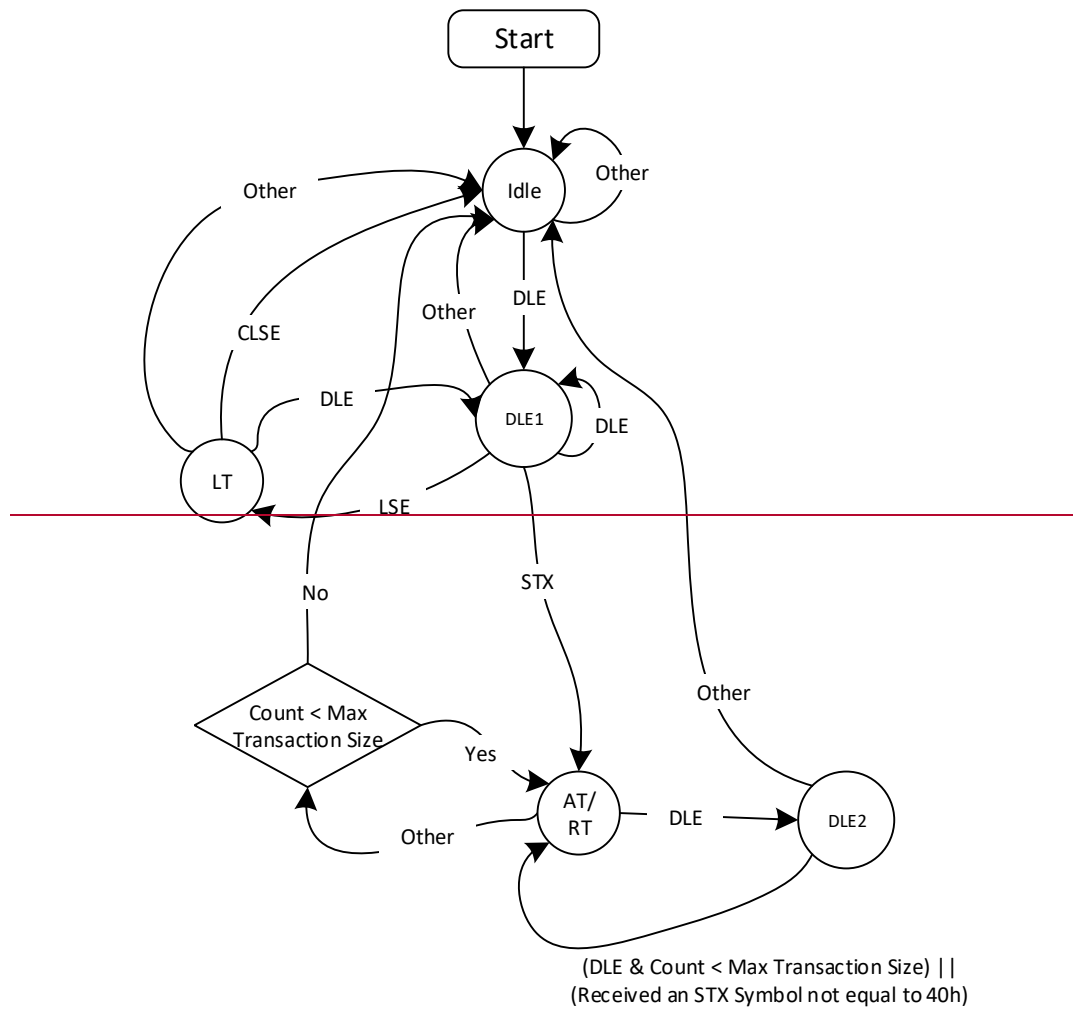 Start
Other
Idle
Other
Other
DLE
CLSE
DLE
DLE1
DLE
LT
LSE
No
STX
Other
Count < Max
Transaction Size
Yes
AT/
RT
DLE
DLE2
Other
(DLE & Count < Max Transaction Size) ||
(Received an STX Symbol not equal to 40h)